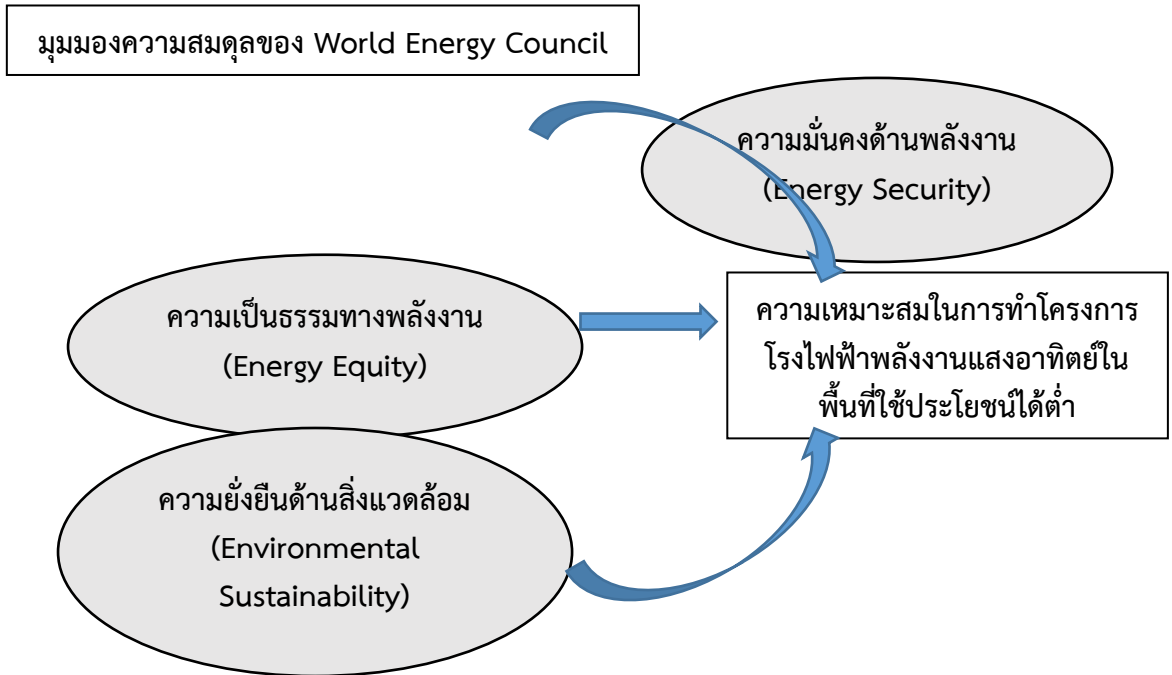 มุมมองความสมดุลของ World Energy Council
ความมั่นคงด้านพลังงาน
(Energy Security)
ความเป็นธรรมทางพลังงาน
(Energy Equity)
ความเหมาะสมในการทำโครงการ
โรงไฟฟ้าพลังงานแสงอาทิตย์ใน
พื้นที่ใช้ประโยชน์ได้ต่ำ
ความยั่งยืนด้านสิ่งแวดล้อม
(Environmental
Sustainability)